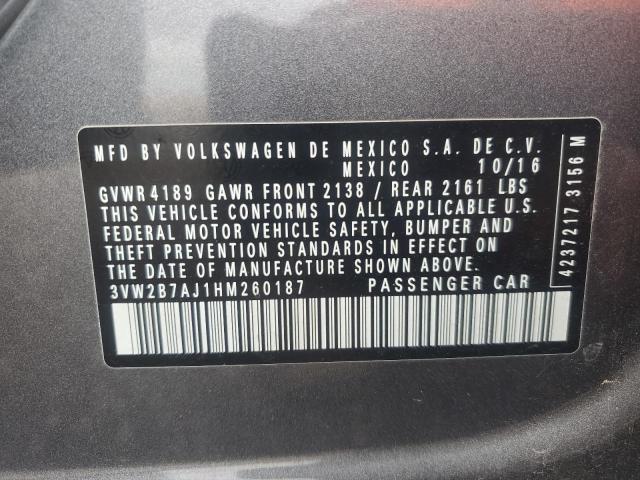 MFD BY VOLKSWAGEN DE MEXICO S.A. DE C.V.
MEXICO 10/16
GVWR 4189 GAWR FRONT 2138 / REAR 2161 LBS
THIS VEHICLE CONFORMS TO ALL APPLICABLE U.S.
FEDERAL MOTOR VEHICLE SAFETY, BUMPER AND
THEFT PREVENTION STANDARDS IN EFFECT ON
THE DATE OF MANUFACTURE SHOWN ABOVE.
3VW2B7AJ1HM260187 PASSENGER CAR
4237217 3156 M